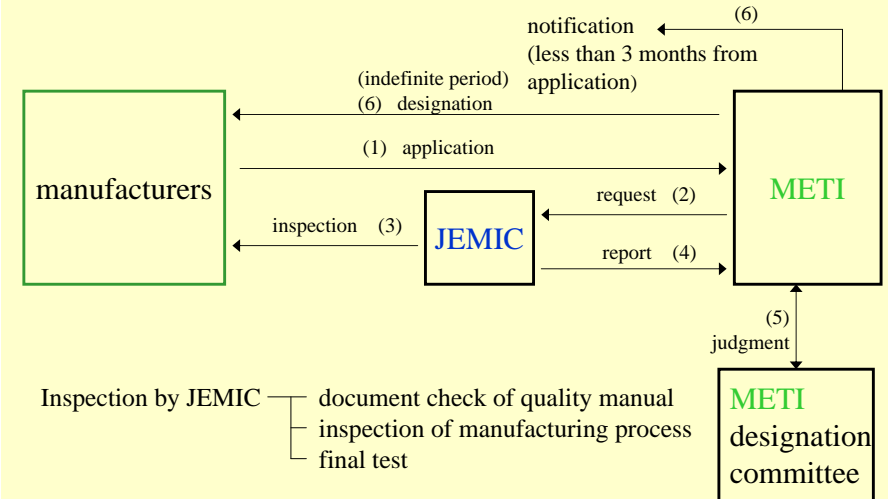 (6)
notification
(less than 3 months from
application)
(indefinite period)
(6) designation
(1) application
manufacturers
METI
request (2)
JEMIC
inspection (3)
report (4)
(5)
judgment
Inspection by JEMIC
document check of quality manual
inspection of manufacturing process
final test
METI
designation
committee